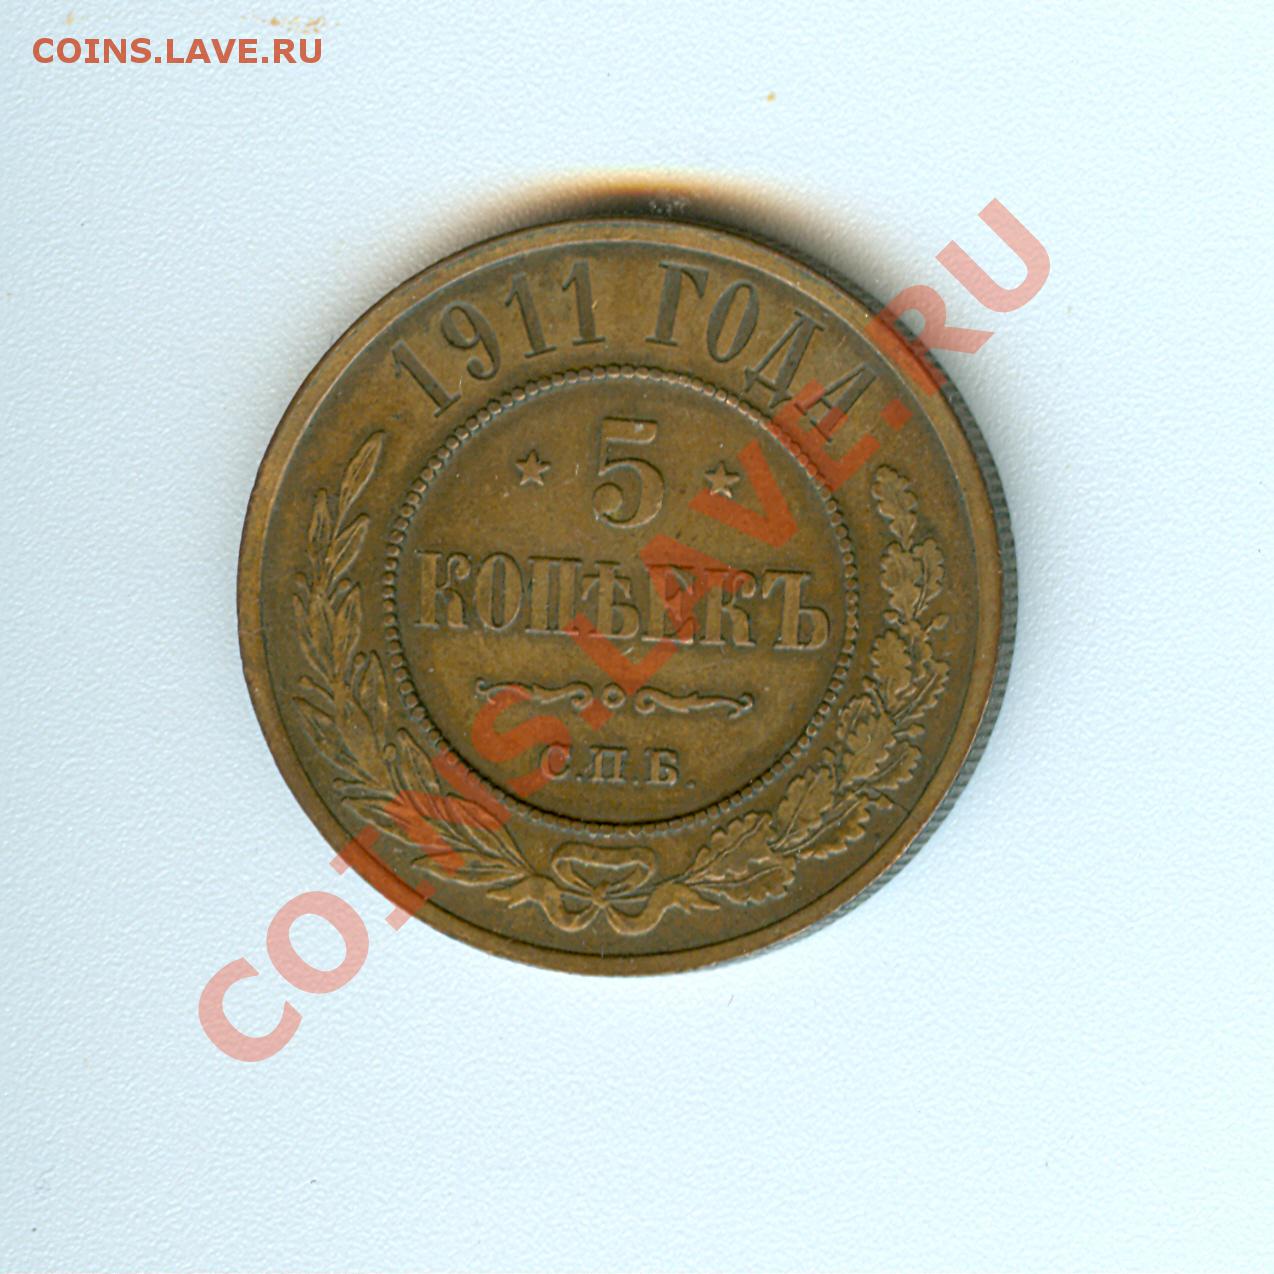 COINS.LAVE.RU
1911 ГОДА
* 5 *
КОПѢЕКЪ
С.П.Б.
COINS.LAVE.RU